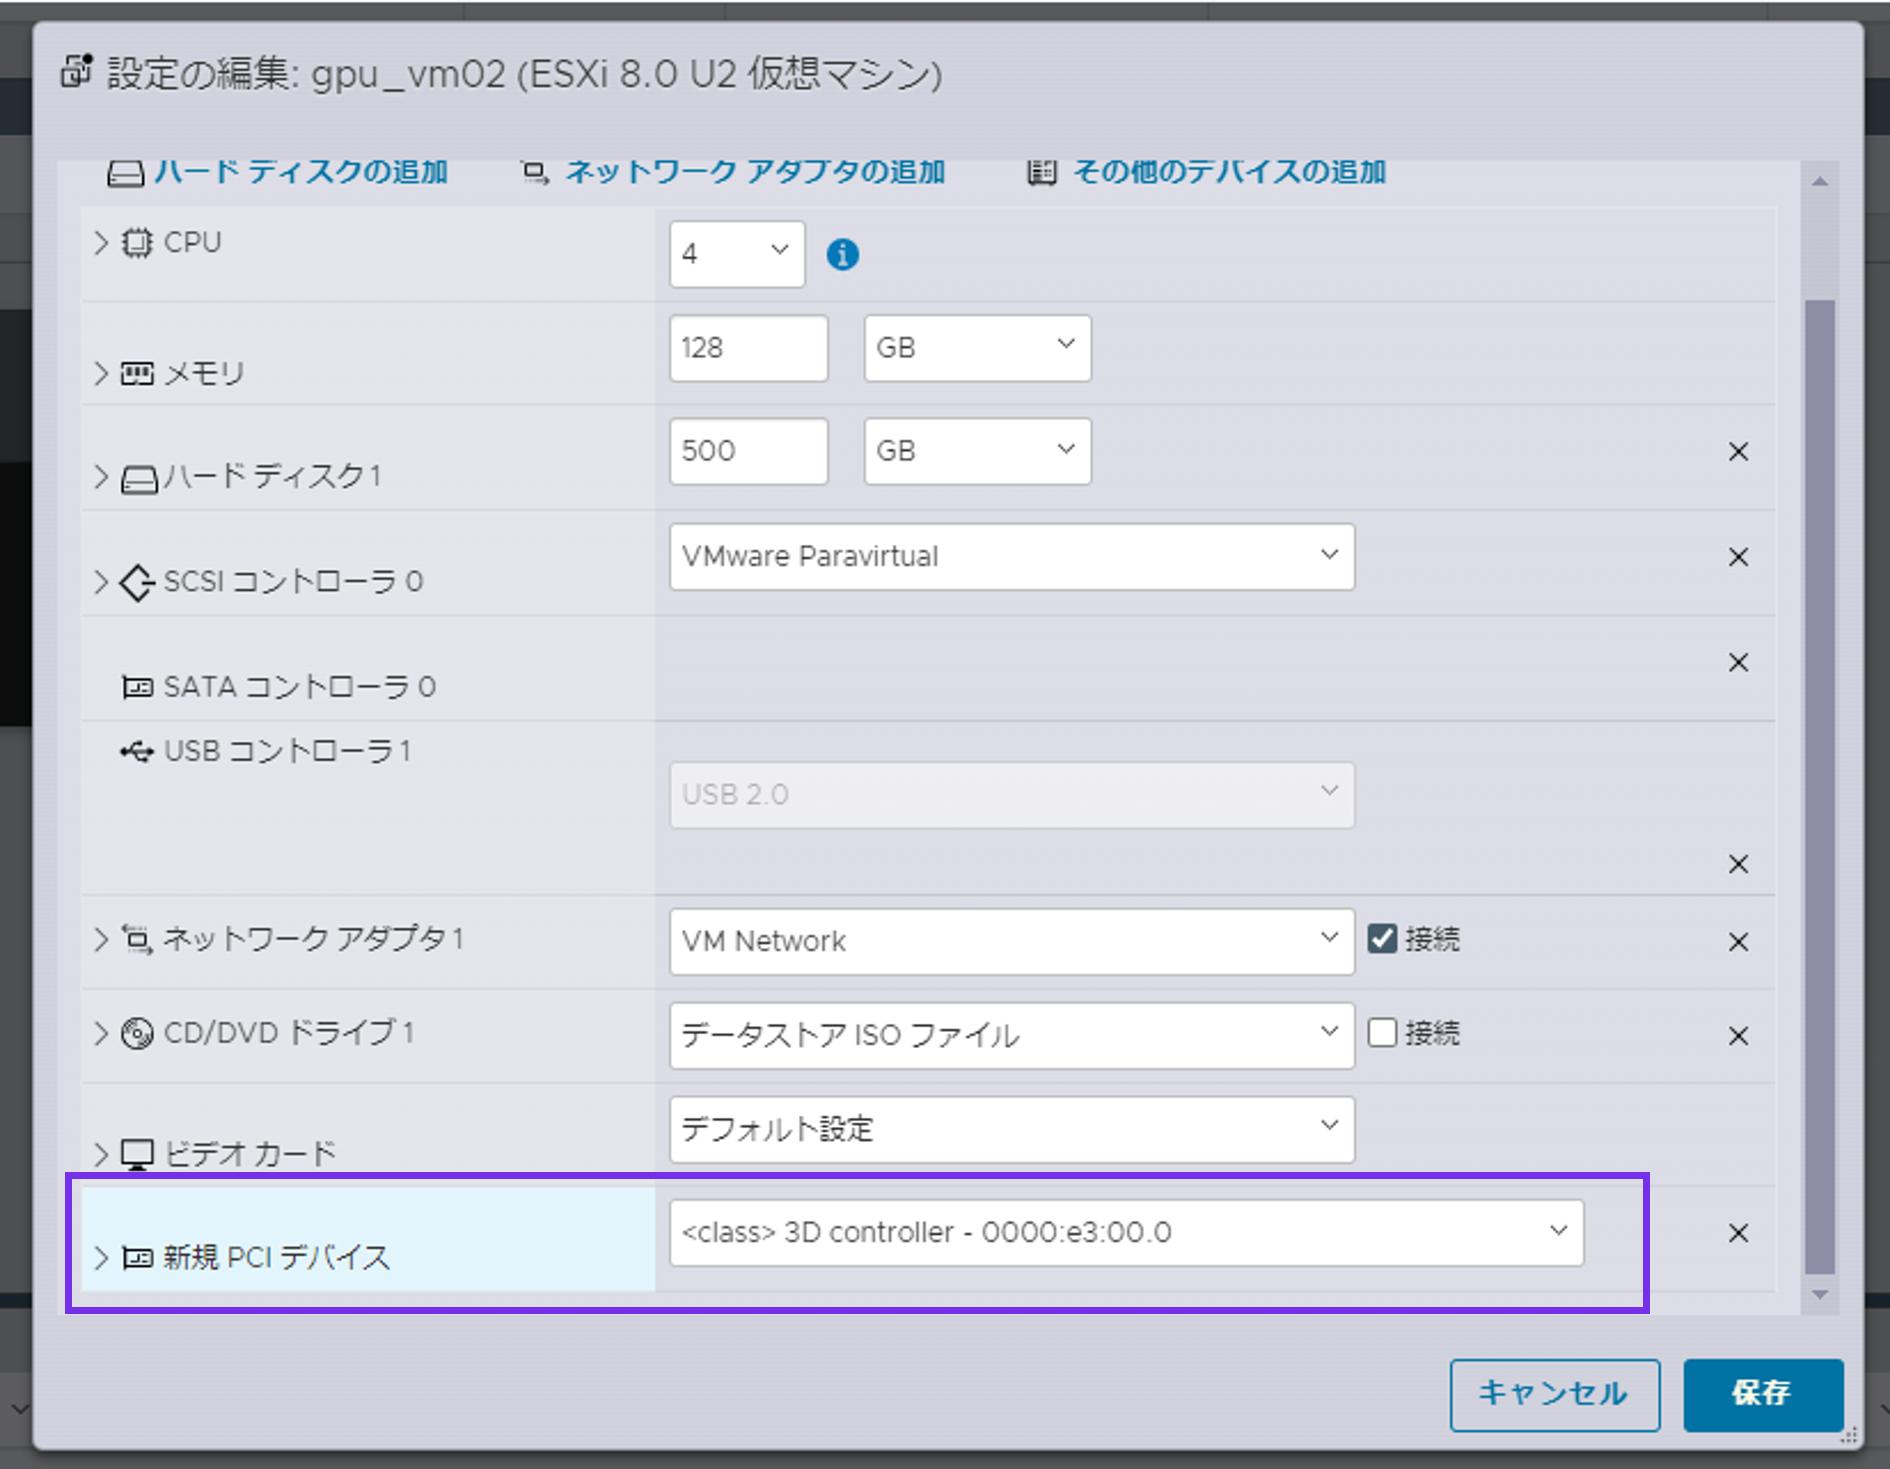 設定の編集: gpu_vm02 (ESXi 8.0 U2 仮想マシン)
ハード ディスクの追加 ネットワーク アダプタの追加 その他のデバイスの追加
CPU 4
メモリ 128 GB
ハード ディスク 1 500 GB
SCSI コントローラ 0 VMware Paravirtual
SATA コントローラ 0
USB コントローラ 1 USB 2.0
ネットワーク アダプタ 1 VM Network 接続
CD/DVD ドライブ 1 データストア ISO ファイル 接続
ビデオ カード デフォルト設定
新規 PCI デバイス <class> 3D controller - 0000:e3:00.0
キャンセル 保存